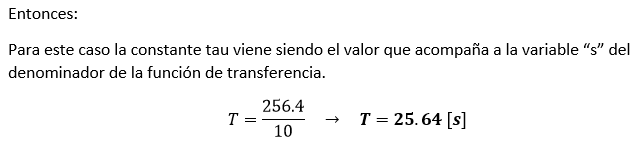 Entonces:
Para este caso la constante tau viene siendo el valor que acompaña a la variable “s” del
denominador de la función de transferencia.
T = 256.4/10 → T = 25.64 [s]